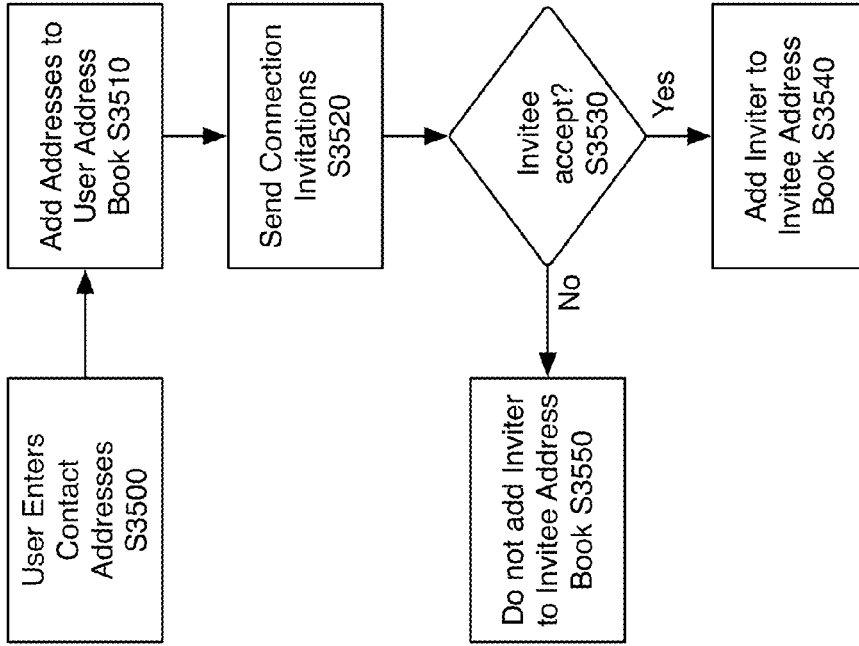 User Enters
Contact
Addresses
S3500
Add Addresses to
User Address
Book S3510
Send Connection
Invitations
S3520
Invitee
accept?
S3530
No
Yes
Do not add Inviter
to Invitee Address
Book S3550
Add Inviter to
Invitee Address
Book S3540